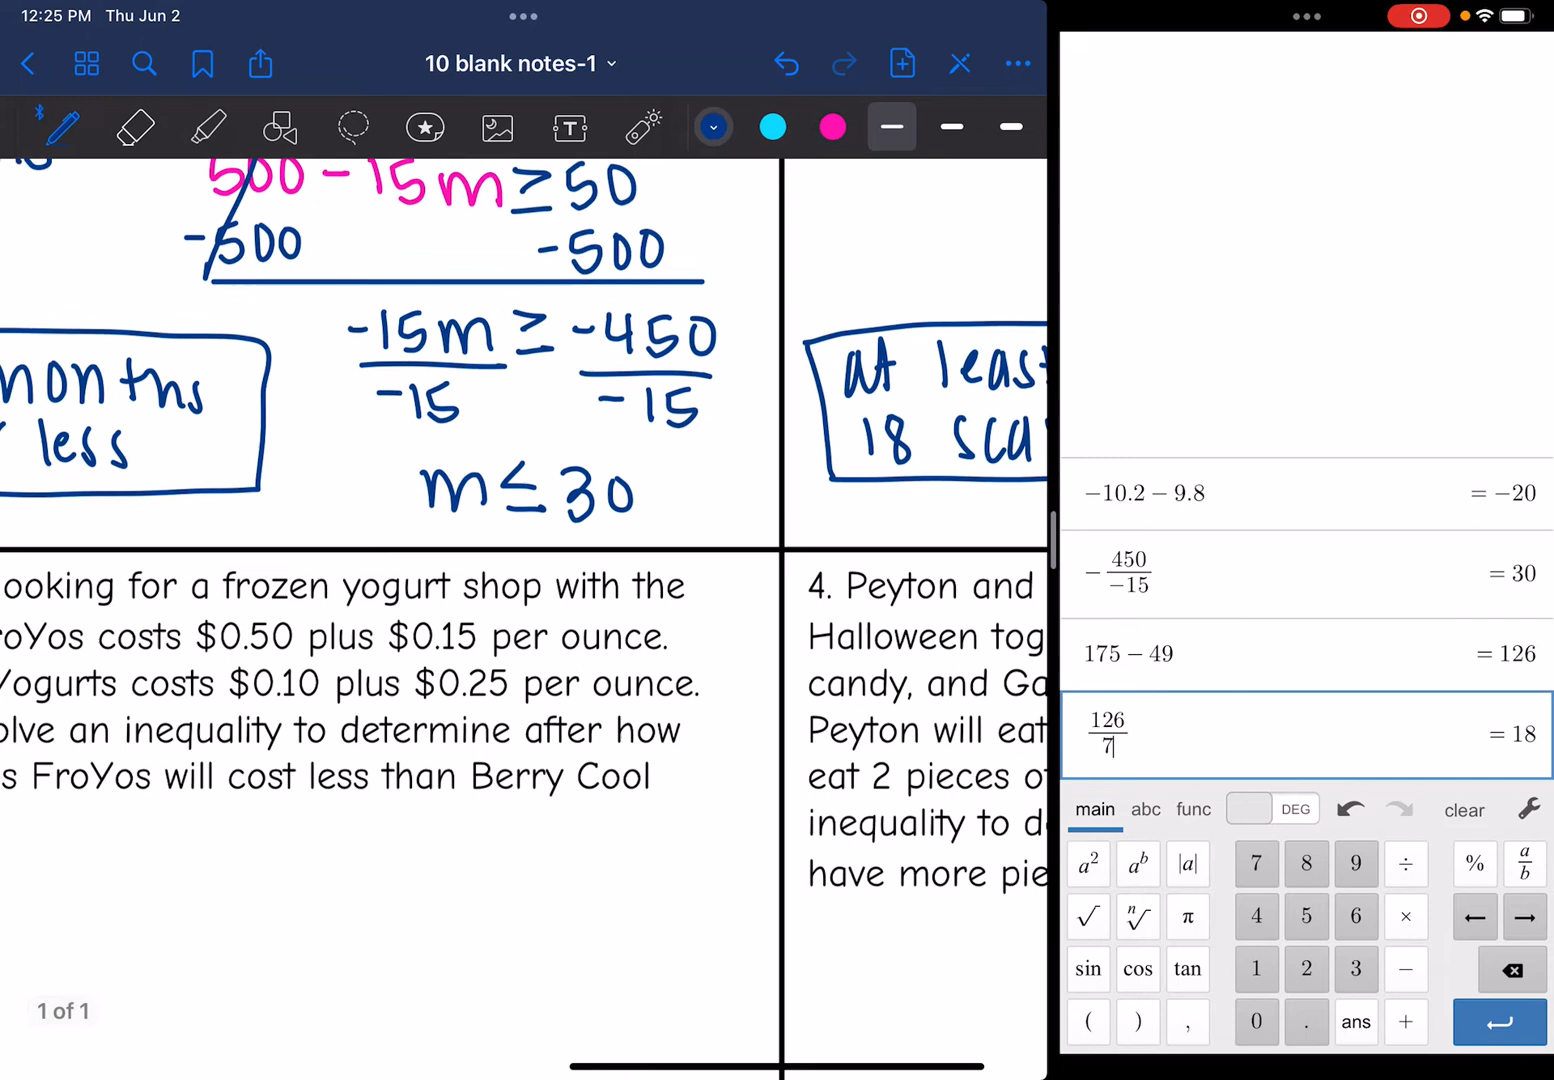 12:25 PM Thu Jun 2
10 blank notes-1
T
500 - 15m ≥ 50
-500 -500
-15m ≥ -450
-15 -15
m ≤ 30
months
less
at least
18 sca
ooking for a frozen yogurt shop with the
roYos costs $0.50 plus $0.15 per ounce.
Yogurts costs $0.10 plus $0.25 per ounce.
olve an inequality to determine after how
s FroYos will cost less than Berry Cool
4. Peyton and
Halloween tog
candy, and Ga
Peyton will eat
eat 2 pieces o
inequality to d
have more pie
1 of 1
−10.2 − 9.8 = −20
− 450/−15 = 30
175 − 49 = 126
126/7 = 18
main abc func DEG clear
a² aᵇ |a| 7 8 9 ÷ % a/b
√ ⁿ√ π 4 5 6 × ← →
sin cos tan 1 2 3 −
( ) , 0 . ans +